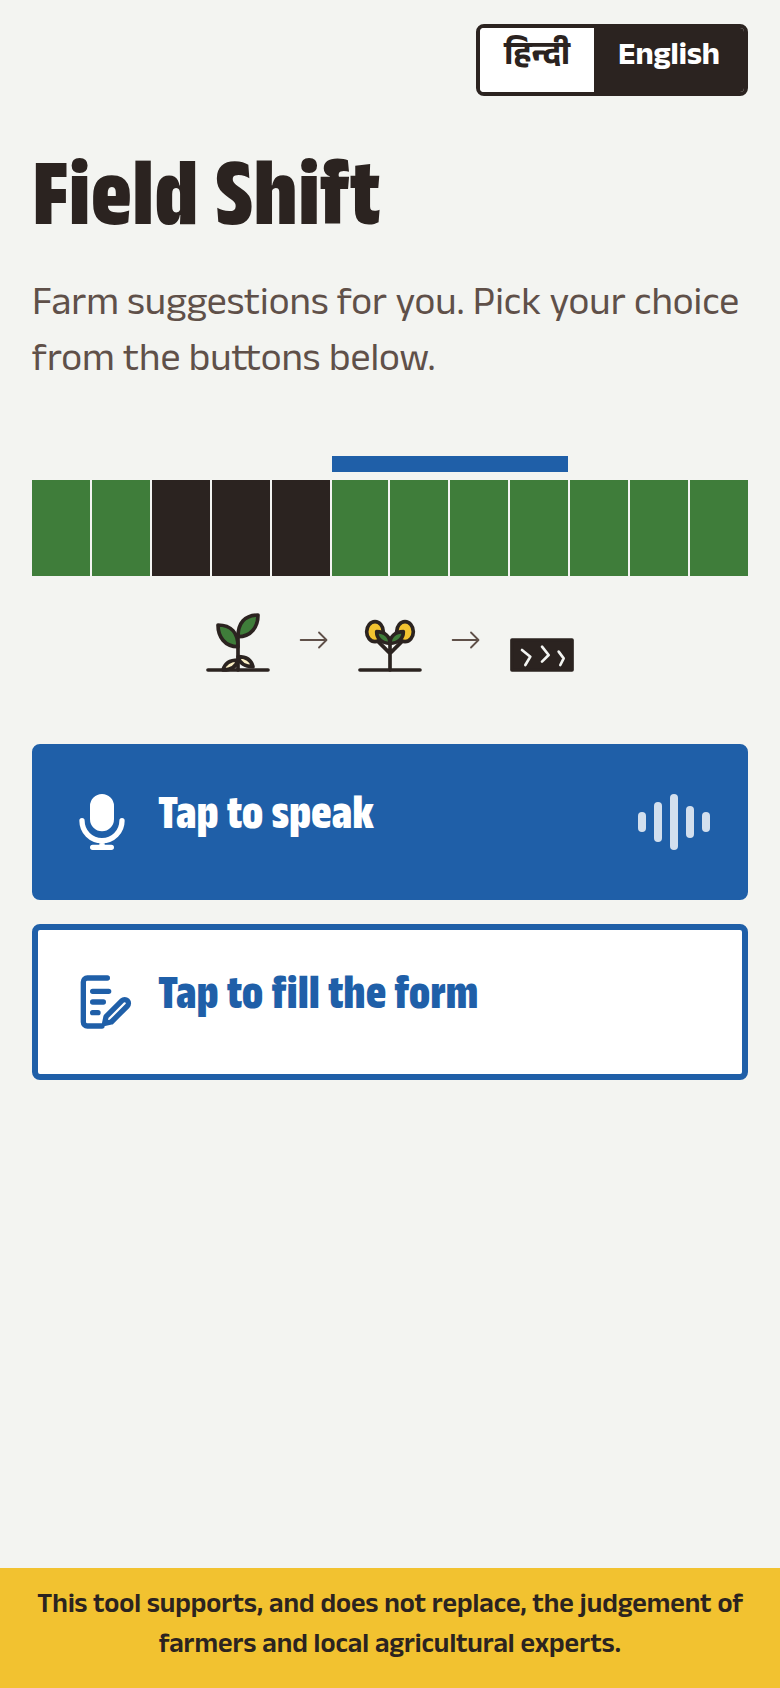 हिन्दी English
Field Shift
Farm suggestions for you. Pick your choice
from the buttons below.
Tap to speak
Tap to fill the form
This tool supports, and does not replace, the judgement of
farmers and local agricultural experts.